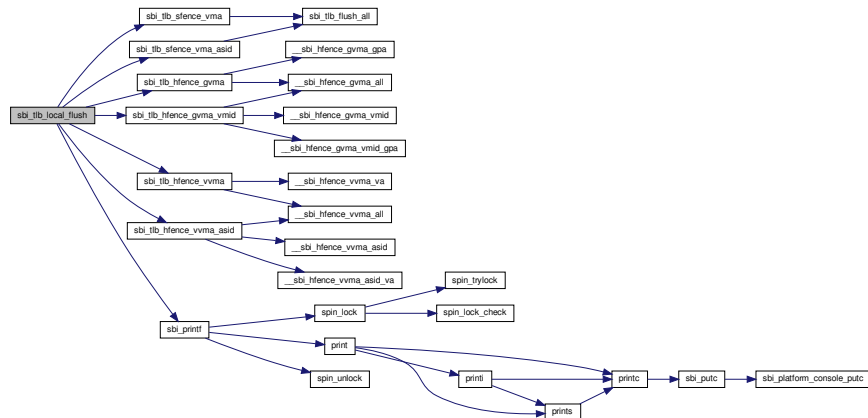 sbi_tlb_sfence_vma
sbi_tlb_flush_all
sbi_tlb_sfence_vma_asid
__sbi_hfence_gvma_gpa
sbi_tlb_hfence_gvma
__sbi_hfence_gvma_all
sbi_tlb_local_flush
sbi_tlb_hfence_gvma_vmid
__sbi_hfence_gvma_vmid
__sbi_hfence_gvma_vmid_gpa
sbi_tlb_hfence_vvma
__sbi_hfence_vvma_va
__sbi_hfence_vvma_all
sbi_tlb_hfence_vvma_asid
__sbi_hfence_vvma_asid
__sbi_hfence_vvma_asid_va
spin_trylock
spin_lock
spin_lock_check
sbi_printf
print
spin_unlock
printi
printc
sbi_putc
sbi_platform_console_putc
prints